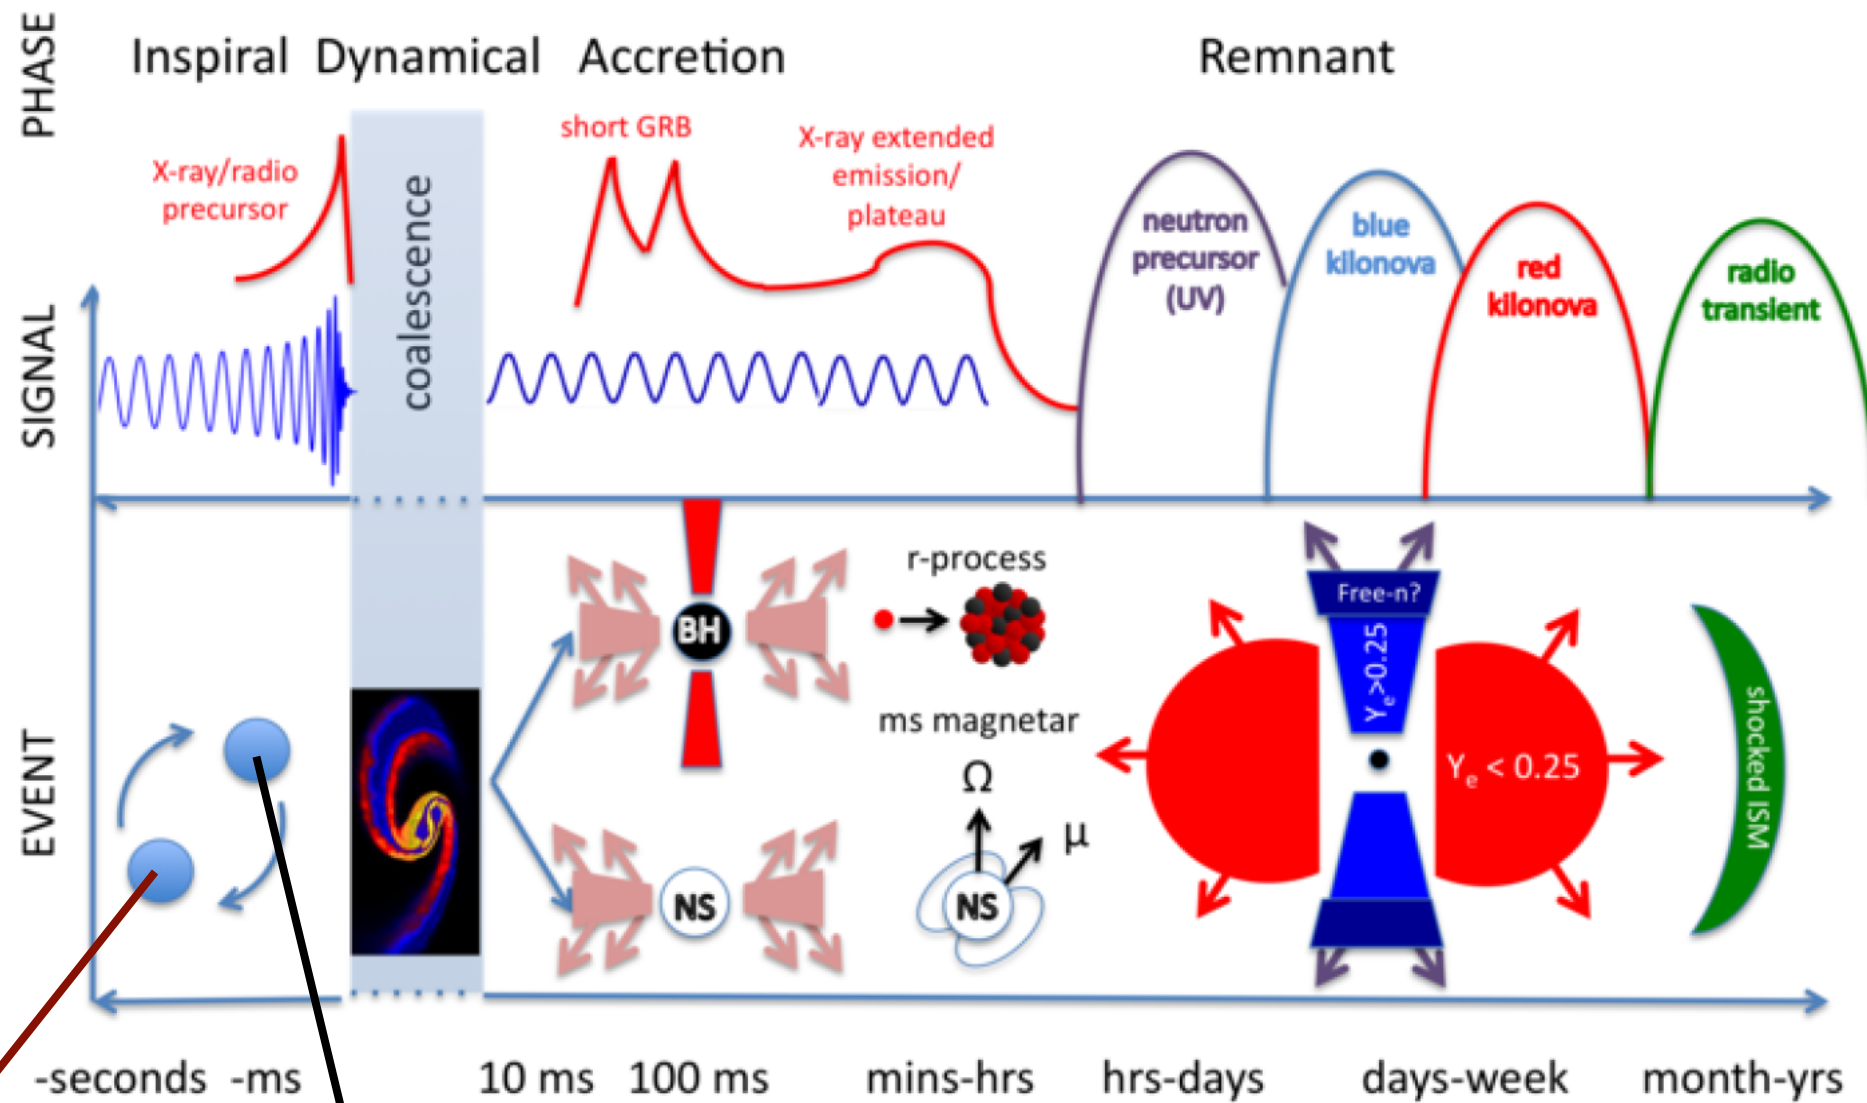 PHASE
Inspiral
Dynamical
Accretion
Remnant
SIGNAL
X-ray/radio
precursor
coalescence
short GRB
X-ray extended
emission/
plateau
neutron
precursor
(UV)
blue
kilonova
red
kilonova
radio
transient
EVENT
BH
NS
r-process
ms magnetar
Ω
μ
NS
Free-n?
Yₑ>0.25
Yₑ < 0.25
shocked ISM
-seconds
-ms
10 ms
100 ms
mins-hrs
hrs-days
days-week
month-yrs